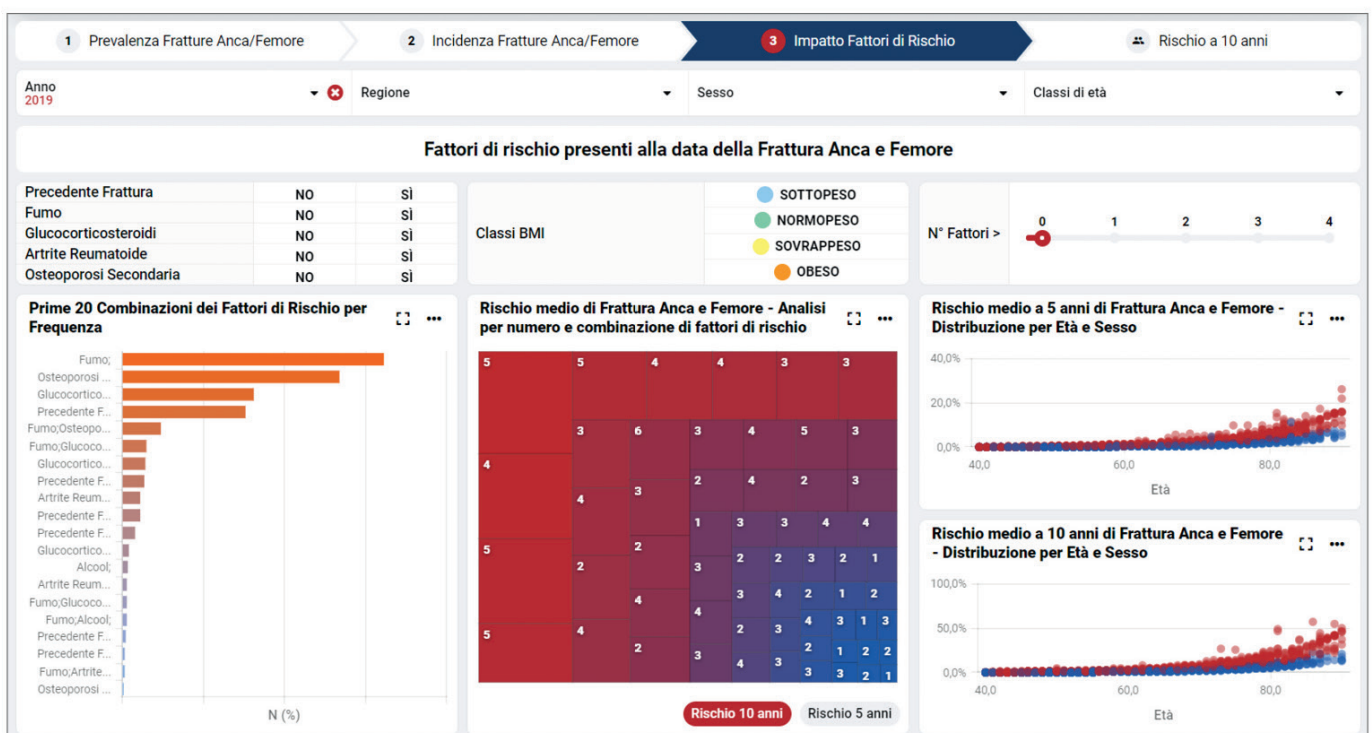 1 Prevalenza Fratture Anca/Femore
2 Incidenza Fratture Anca/Femore
3 Impatto Fattori di Rischio
Rischio a 10 anni
Anno
2019
Regione
Sesso
Classi di età
Fattori di rischio presenti alla data della Frattura Anca e Femore
Precedente Frattura NO SÌ
Fumo NO SÌ
Glucocorticosteroidi NO SÌ
Artrite Reumatoide NO SÌ
Osteoporosi Secondaria NO SÌ
Classi BMI
SOTTOPESO
NORMOPESO
SOVRAPPESO
OBESO
N° Fattori >
0 1 2 3 4
Prime 20 Combinazioni dei Fattori di Rischio per
Frequenza
Fumo;
Osteoporosi ...
Glucocortico...
Precedente F...
Fumo;Osteopo...
Fumo;Glucoco...
Glucocortico...
Precedente F...
Artrite Reum...
Precedente F...
Precedente F...
Glucocortico...
Alcool;
Artrite Reum...
Fumo;Glucoco...
Fumo;Alcool;
Precedente F...
Precedente F...
Fumo;Artrite...
Osteoporosi ...
N (%)
Rischio medio di Frattura Anca e Femore - Analisi
per numero e combinazione di fattori di rischio
5 5 4 4 3 3
3 6 3 4 5 3
4
4 3 2 4 2 3
1 3 3 4 4
5 2 2 3 2 2 3 2 1
4 3 4 2 1 2
4 4 3 1 3
5 4 2 3
2 3 2 1 2 2
4 3 3 3 2 1
Rischio 10 anni
Rischio 5 anni
Rischio medio a 5 anni di Frattura Anca e Femore -
Distribuzione per Età e Sesso
40,0%
20,0%
0,0%
40,0 60,0 80,0
Età
Rischio medio a 10 anni di Frattura Anca e Femore
- Distribuzione per Età e Sesso
100,0%
50,0%
0,0%
40,0 60,0 80,0
Età